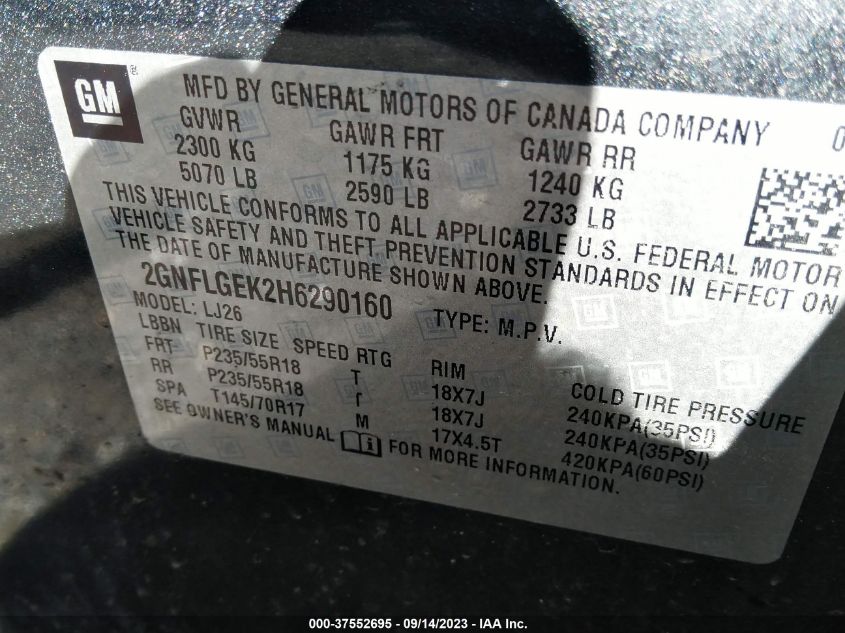 GM ®
MFD BY GENERAL MOTORS OF CANADA COMPANY 0
GVWR GAWR FRT GAWR RR
2300 KG 1175 KG 1240 KG
5070 LB 2590 LB 2733 LB
THIS VEHICLE CONFORMS TO ALL APPLICABLE U.S. FEDERAL MOTOR
VEHICLE SAFETY AND THEFT PREVENTION STANDARDS IN EFFECT ON
THE DATE OF MANUFACTURE SHOWN ABOVE.
2GNFLGEK2H6290160 TYPE: M.P.V.
MODEL: LJ26
LBBN TIRE SIZE SPEED RTG RIM COLD TIRE PRESSURE
FRT P235/55R18 T 18X7J 240KPA(35PSI)
RR P235/55R18 T 18X7J 240KPA(35PSI)
SPA T145/70R17 M 17X4.5T 420KPA(60PSI)
SEE OWNER'S MANUAL FOR MORE INFORMATION.
000-37552695 - 09/14/2023 - IAA Inc.